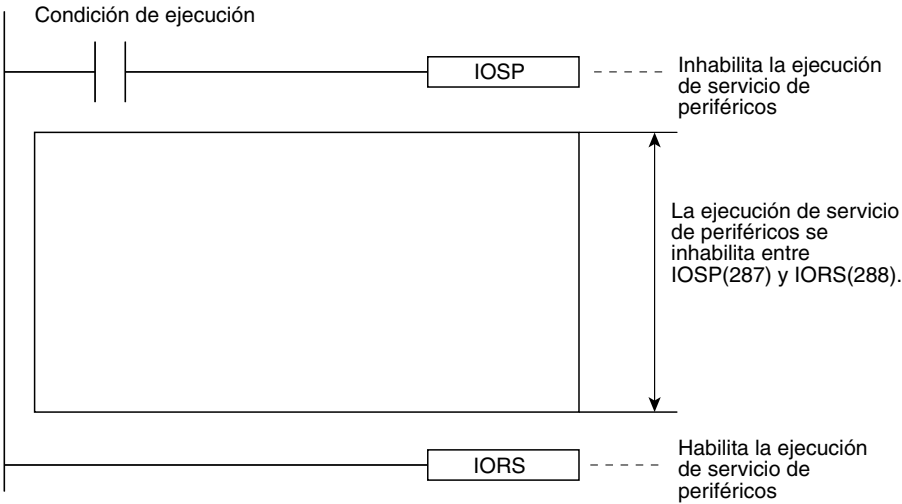 Condición de ejecución
IOSP
Inhabilita la ejecución
de servicio de
periféricos
La ejecución de servicio
de periféricos se
inhabilita entre
IOSP(287) y IORS(288).
IORS
Habilita la ejecución
de servicio de
periféricos